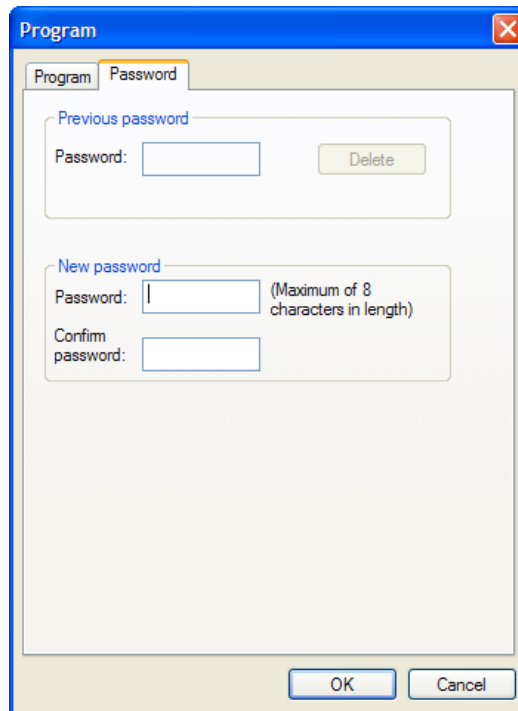 Program
Program Password
Previous password
Password: Delete
New password
Password: (Maximum of 8
characters in length)
Confirm
password:
OK Cancel